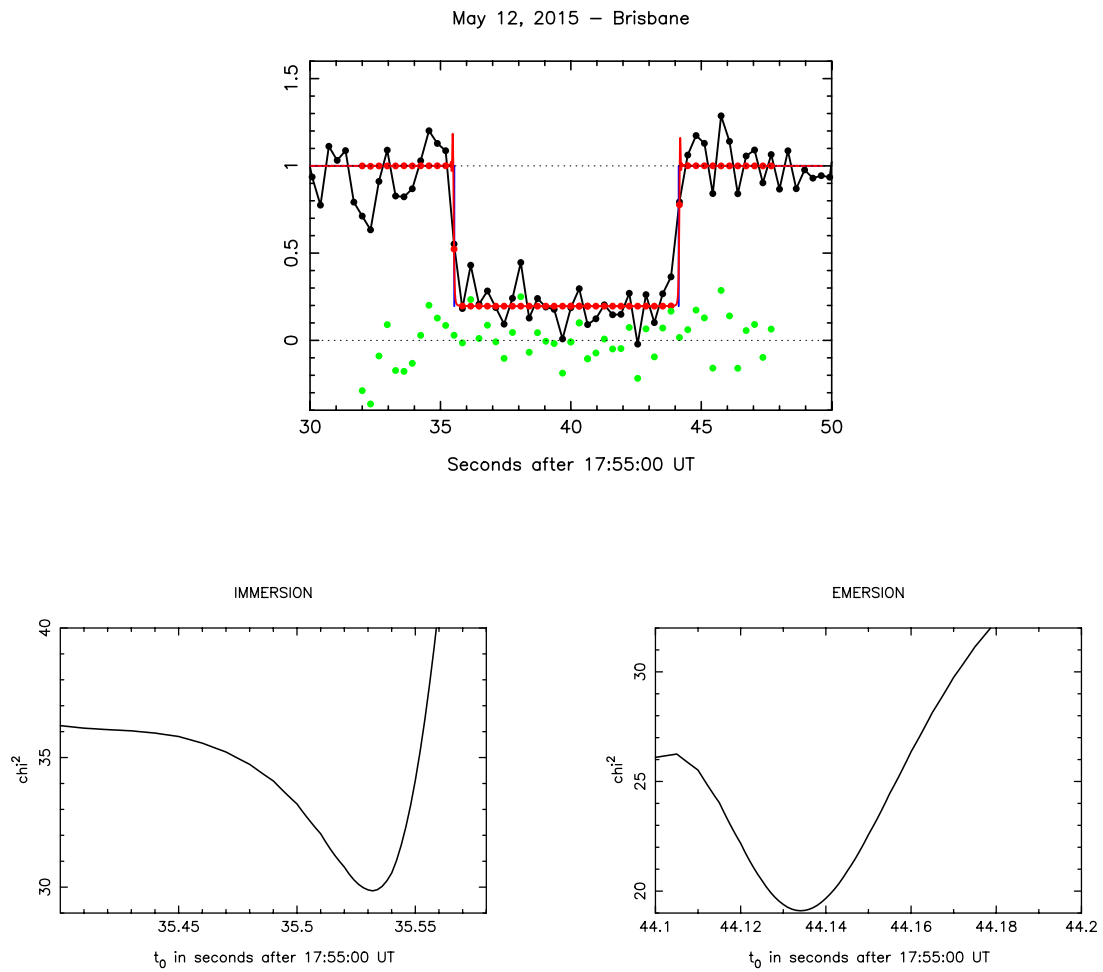 May 12, 2015 – Brisbane
1.5
1
0.5
0
30 35 40 45 50
Seconds after 17:55:00 UT
IMMERSION
40
35
30
chi²
35.45 35.5 35.55
t₀ in seconds after 17:55:00 UT
EMERSION
30
25
20
chi²
44.1 44.12 44.14 44.16 44.18 44.2
t₀ in seconds after 17:55:00 UT